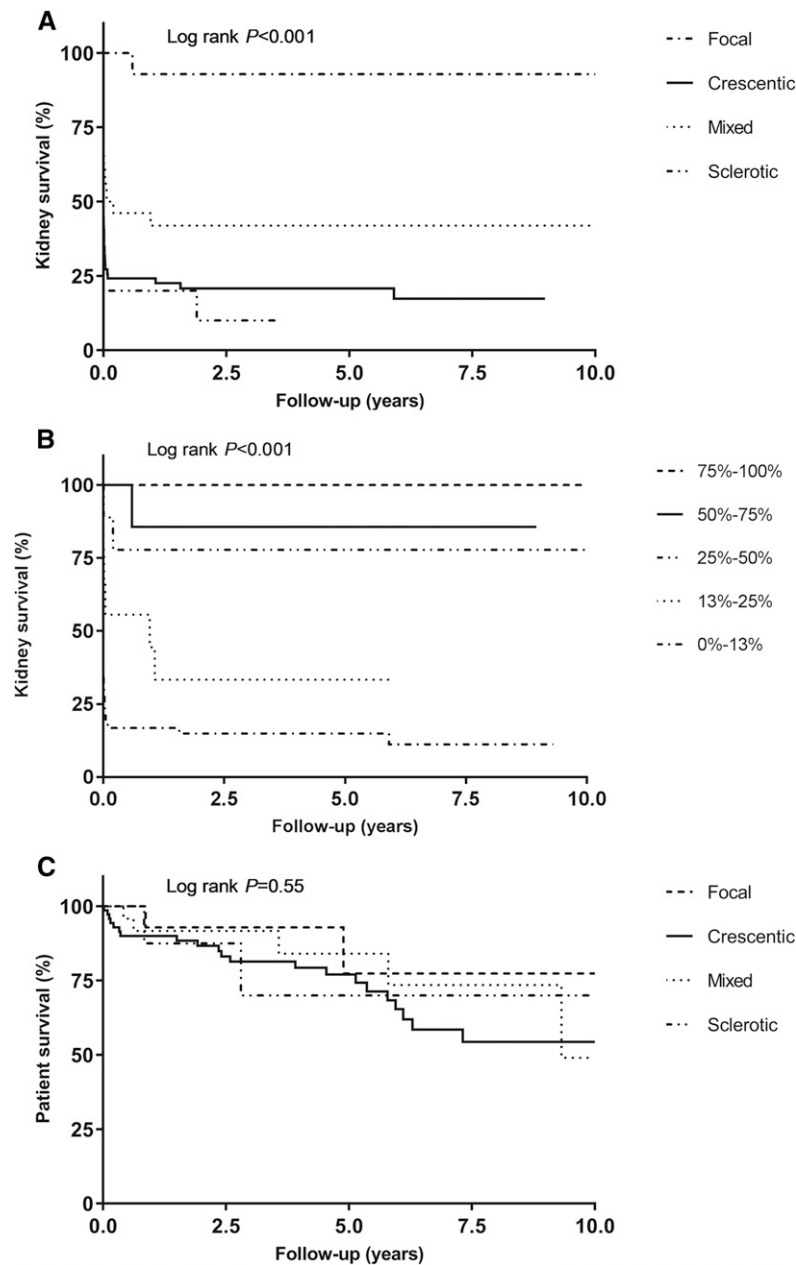 A
Log rank P<0.001
Kidney survival (%)
100
75
50
25
0
0.0 2.5 5.0 7.5 10.0
Follow-up (years)
Focal
Crescentic
Mixed
Sclerotic
B
Log rank P<0.001
Kidney survival (%)
100
75
50
25
0
0.0 2.5 5.0 7.5 10.0
Follow-up (years)
75%-100%
50%-75%
25%-50%
13%-25%
0%-13%
C
Log rank P=0.55
Patient survival (%)
100
75
50
25
0
0.0 2.5 5.0 7.5 10.0
Follow-up (years)
Focal
Crescentic
Mixed
Sclerotic